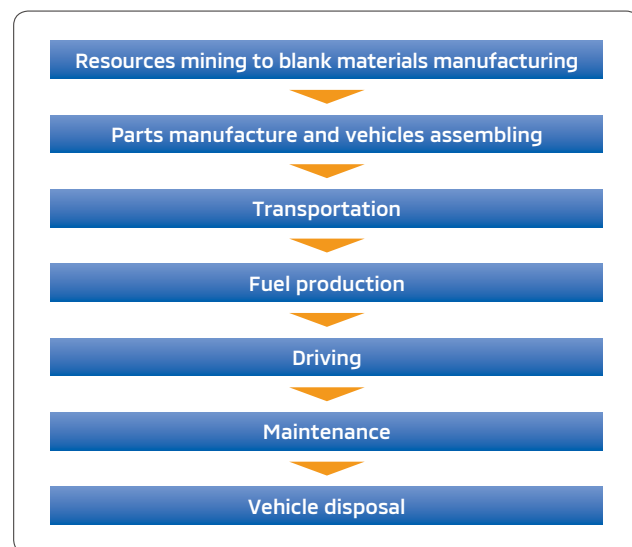 Resources mining to blank materials manufacturing
Parts manufacture and vehicles assembling
Transportation
Fuel production
Driving
Maintenance
Vehicle disposal